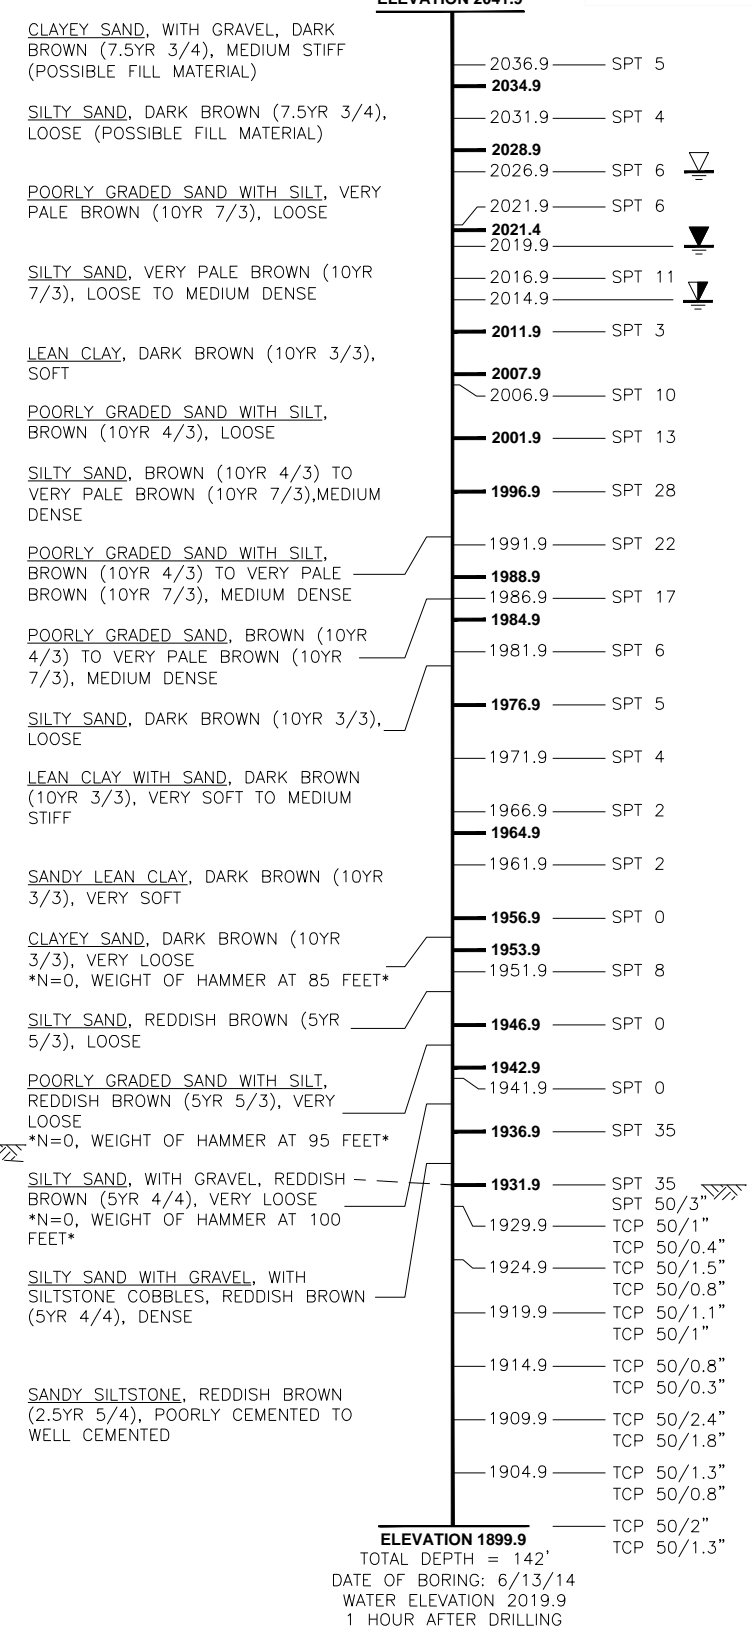 ELEVATION 2041.9
CLAYEY SAND, WITH GRAVEL, DARK
BROWN (7.5YR 3/4), MEDIUM STIFF
(POSSIBLE FILL MATERIAL)
SILTY SAND, DARK BROWN (7.5YR 3/4),
LOOSE (POSSIBLE FILL MATERIAL)
POORLY GRADED SAND WITH SILT, VERY
PALE BROWN (10YR 7/3), LOOSE
SILTY SAND, VERY PALE BROWN (10YR
7/3), LOOSE TO MEDIUM DENSE
LEAN CLAY, DARK BROWN (10YR 3/3),
SOFT
POORLY GRADED SAND WITH SILT,
BROWN (10YR 4/3), LOOSE
SILTY SAND, BROWN (10YR 4/3) TO
VERY PALE BROWN (10YR 7/3),MEDIUM
DENSE
POORLY GRADED SAND WITH SILT,
BROWN (10YR 4/3) TO VERY PALE
BROWN (10YR 7/3), MEDIUM DENSE
POORLY GRADED SAND, BROWN (10YR
4/3) TO VERY PALE BROWN (10YR
7/3), MEDIUM DENSE
SILTY SAND, DARK BROWN (10YR 3/3),
LOOSE
LEAN CLAY WITH SAND, DARK BROWN
(10YR 3/3), VERY SOFT TO MEDIUM
STIFF
SANDY LEAN CLAY, DARK BROWN (10YR
3/3), VERY SOFT
CLAYEY SAND, DARK BROWN (10YR
3/3), VERY LOOSE
*N=0, WEIGHT OF HAMMER AT 85 FEET*
SILTY SAND, REDDISH BROWN (5YR
5/3), LOOSE
POORLY GRADED SAND WITH SILT,
REDDISH BROWN (5YR 5/3), VERY
LOOSE
*N=0, WEIGHT OF HAMMER AT 95 FEET*
SILTY SAND, WITH GRAVEL, REDDISH
BROWN (5YR 4/4), VERY LOOSE
*N=0, WEIGHT OF HAMMER AT 100
FEET*
SILTY SAND WITH GRAVEL, WITH
SILTSTONE COBBLES, REDDISH BROWN
(5YR 4/4), DENSE
SANDY SILTSTONE, REDDISH BROWN
(2.5YR 5/4), POORLY CEMENTED TO
WELL CEMENTED
2036.9 SPT 5
2034.9
2031.9 SPT 4
2028.9
2026.9 SPT 6
2021.9 SPT 6
2021.4
2019.9
2016.9 SPT 11
2014.9
2011.9 SPT 3
2007.9
2006.9 SPT 10
2001.9 SPT 13
1996.9 SPT 28
1991.9 SPT 22
1988.9
1986.9 SPT 17
1984.9
1981.9 SPT 6
1976.9 SPT 5
1971.9 SPT 4
1966.9 SPT 2
1964.9
1961.9 SPT 2
1956.9 SPT 0
1953.9
1951.9 SPT 8
1946.9 SPT 0
1942.9
1941.9 SPT 0
1936.9 SPT 35
1931.9 SPT 35
SPT 50/3"
1929.9 TCP 50/1"
TCP 50/0.4"
1924.9 TCP 50/1.5"
TCP 50/0.8"
1919.9 TCP 50/1.1"
TCP 50/1"
1914.9 TCP 50/0.8"
TCP 50/0.3"
1909.9 TCP 50/2.4"
TCP 50/1.8"
1904.9 TCP 50/1.3"
TCP 50/0.8"
TCP 50/2"
TCP 50/1.3"
ELEVATION 1899.9
TOTAL DEPTH = 142'
DATE OF BORING: 6/13/14
WATER ELEVATION 2019.9
1 HOUR AFTER DRILLING